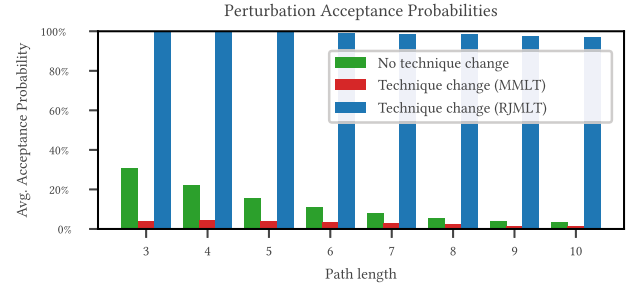 Perturbation Acceptance Probabilities
Avg. Acceptance Probability
100%
80%
60%
40%
20%
0%
No technique change
Technique change (MMLT)
Technique change (RJMLT)
3 4 5 6 7 8 9 10
Path length